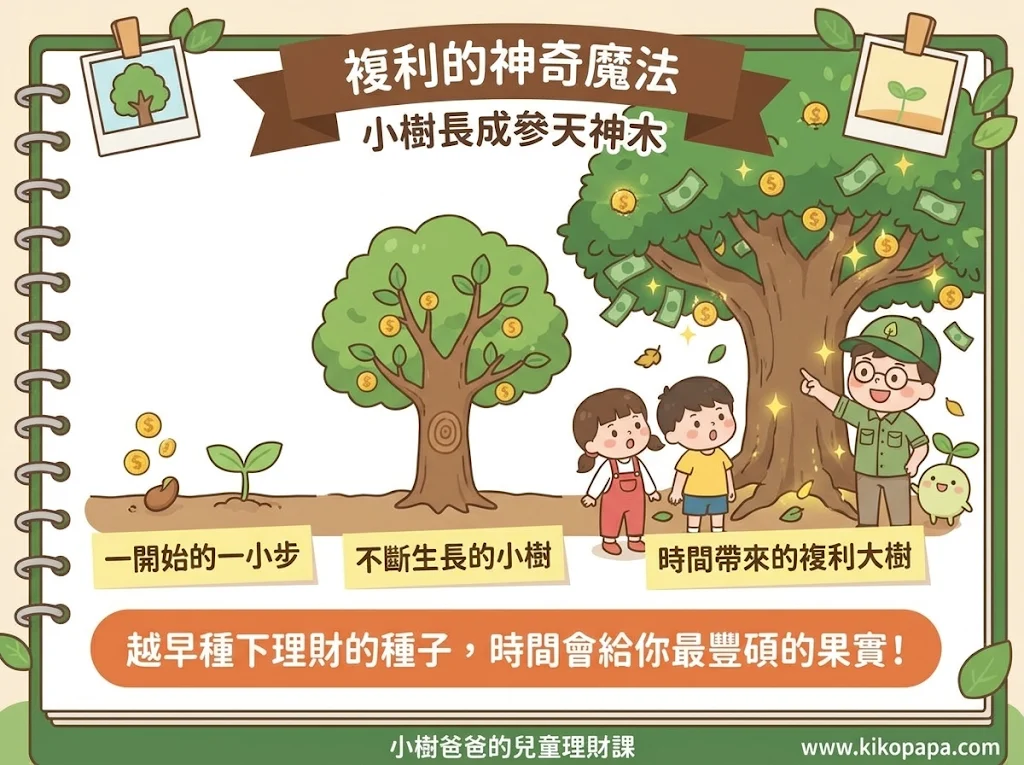 複利的神奇魔法
小樹長成參天神木
一開始的一小步
不斷生長的小樹
時間帶來的複利大樹
越早種下理財的種子，時間會給你最豐碩的果實！
小樹爸爸的兒童理財課
www.kikopapa.com